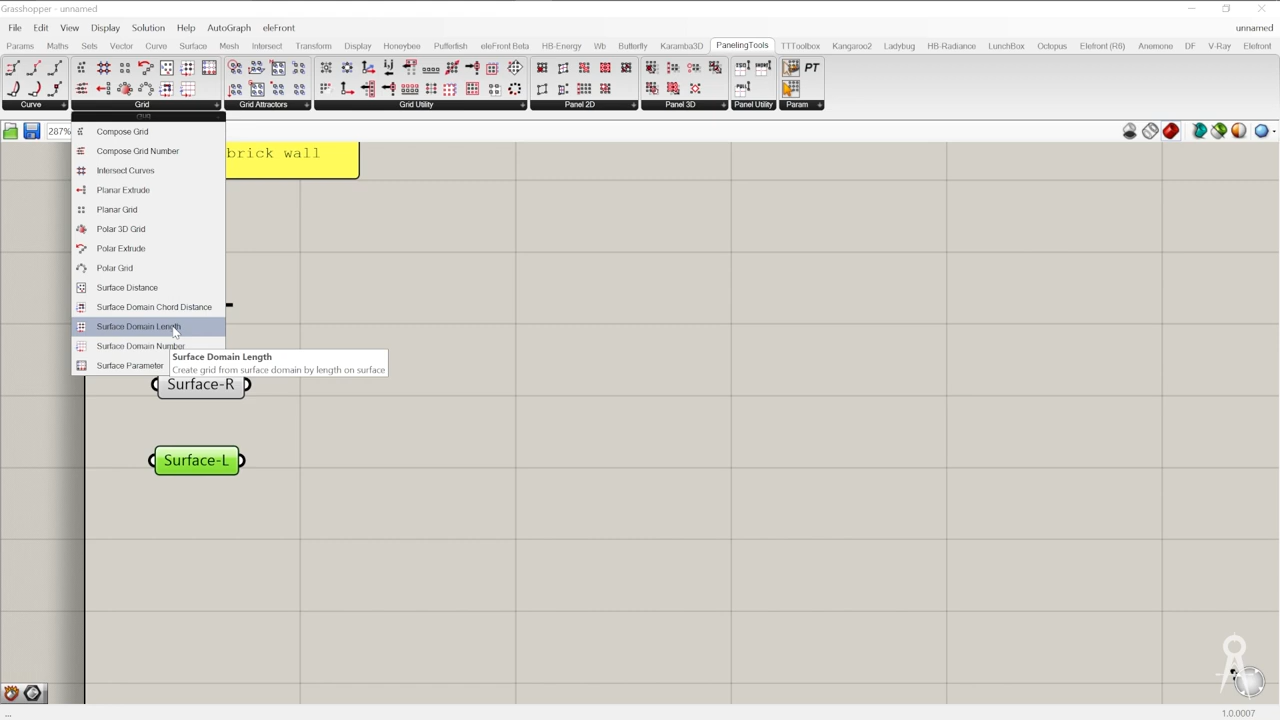 Grasshopper - unnamed
File Edit View Display Solution Help AutoGraph eleFront unnamed
Params Maths Sets Vector Curve Surface Mesh Intersect Transform Display Honeybee Pufferfish eleFront Beta HB-Energy Wb Butterfly Karamba3D PanelingTools TTToolbox Kangaroo2 Ladybug HB-Radiance LunchBox Octopus Elefront (R6) Anemone DF V-Ray Elefront
PT
Curve Grid Grid Attractors Grid Utility Panel 2D Panel 3D Panel Utility Param
Grid
287%
Compose Grid
brick wall
Compose Grid Number
Intersect Curves
Planar Extrude
Planar Grid
Polar 3D Grid
Polar Extrude
Polar Grid
Surface Distance
Surface Domain Chord Distance
Surface Domain Length
Surface Domain Number
Surface Domain Length
Surface Parameter
Create grid from surface domain by length on surface
Surface-R
Surface-L
...
1.0.0007